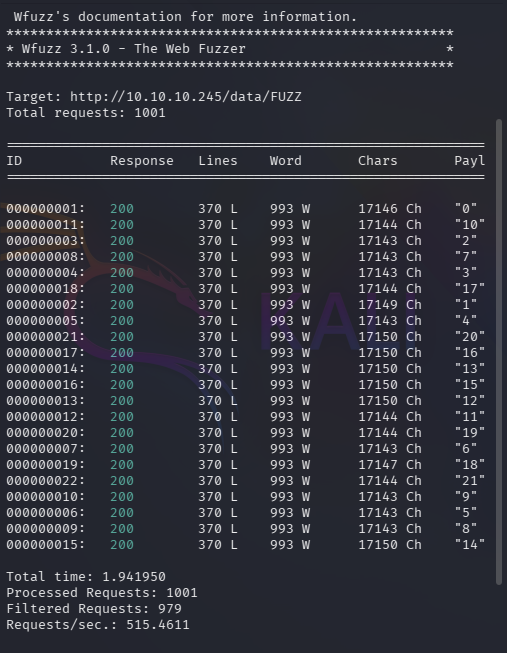 Wfuzz's documentation for more information.
********************************************************
* Wfuzz 3.1.0 - The Web Fuzzer                         *
********************************************************
Target: http://10.10.10.245/data/FUZZ
Total requests: 1001
=====================================================================
ID           Response   Lines    Word       Chars       Payl
=====================================================================
000000001:   200        370 L    993 W      17146 Ch    "0"
000000011:   200        370 L    993 W      17144 Ch    "10"
000000003:   200        370 L    993 W      17143 Ch    "2"
000000008:   200        370 L    993 W      17143 Ch    "7"
000000004:   200        370 L    993 W      17143 Ch    "3"
000000018:   200        370 L    993 W      17144 Ch    "17"
000000002:   200        370 L    993 W      17149 Ch    "1"
000000005:   200        370 L    993 W      17143 Ch    "4"
000000021:   200        370 L    993 W      17144 Ch    "20"
000000017:   200        370 L    993 W      17150 Ch    "16"
000000014:   200        370 L    993 W      17150 Ch    "13"
000000016:   200        370 L    993 W      17150 Ch    "15"
000000013:   200        370 L    993 W      17150 Ch    "12"
000000012:   200        370 L    993 W      17144 Ch    "11"
000000020:   200        370 L    993 W      17144 Ch    "19"
000000007:   200        370 L    993 W      17143 Ch    "6"
000000019:   200        370 L    993 W      17147 Ch    "18"
000000022:   200        370 L    993 W      17144 Ch    "21"
000000010:   200        370 L    993 W      17143 Ch    "9"
000000006:   200        370 L    993 W      17143 Ch    "5"
000000009:   200        370 L    993 W      17143 Ch    "8"
000000015:   200        370 L    993 W      17150 Ch    "14"
KALI
Total time: 1.941950
Processed Requests: 1001
Filtered Requests: 979
Requests/sec.: 515.4611